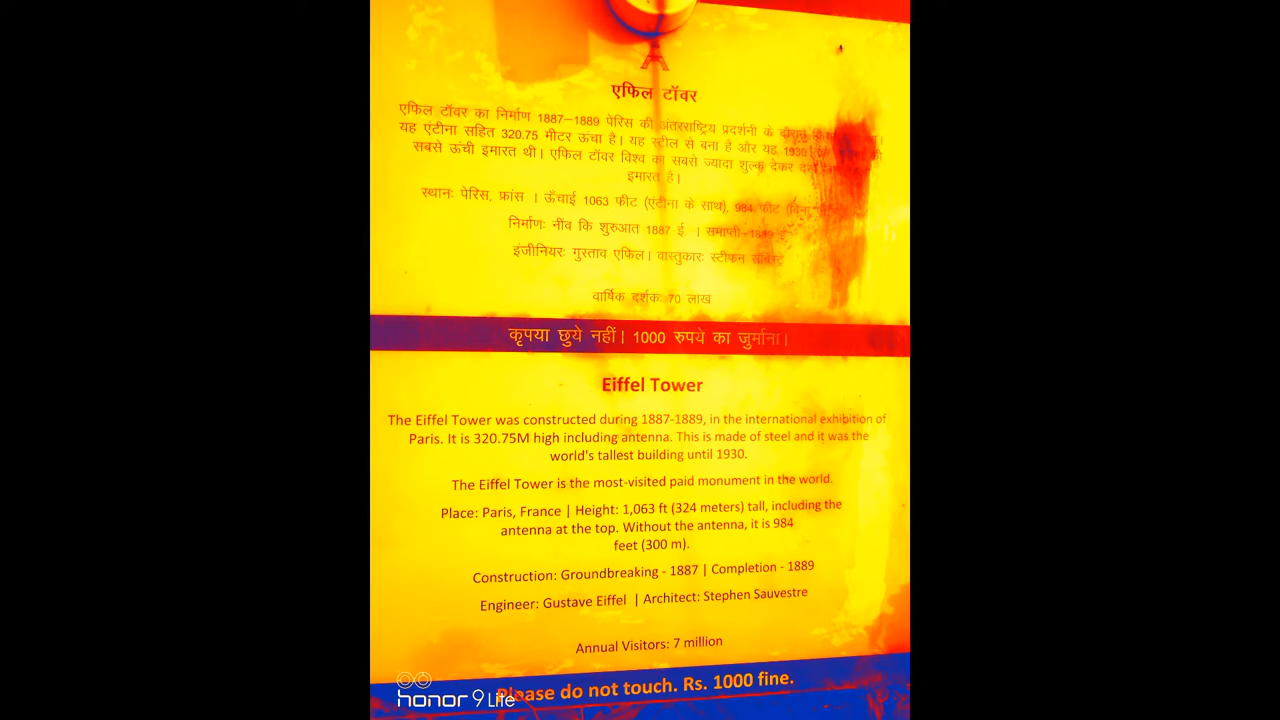 एफिल टॉवर
एफिल टॉवर का निर्माण 1887–1889 पेरिस की अंतरराष्ट्रिय प्रदर्शनी के दौरान
यह एंटीना सहित 320.75 मीटर ऊंचा है। यह स्टील से बना है और यह 1930
सबसे ऊंची इमारत थी। एफिल टॉवर विश्व का सबसे ज्यादा शुल्क देकर
इमारत है।
स्थानः पेरिस, फ्रांस । ऊँचाई 1063 फीट (एंटीना के साथ), 984 फीट (बिना
निर्माणः नींव कि शुरुआत 1887 ई. । समाप्ती-1889 ई
इंजीनियरः गुस्ताव एफिल। वास्तुकारः स्टीफन
वार्षिक दर्शकः 70 लाख
कृपया छुये नहीं। 1000 रुपये का जुर्माना।
Eiffel Tower
The Eiffel Tower was constructed during 1887-1889, in the international exhibition of
Paris. It is 320.75M high including antenna. This is made of steel and it was the
world's tallest building until 1930.
The Eiffel Tower is the most-visited paid monument in the world.
Place: Paris, France | Height: 1,063 ft (324 meters) tall, including the
antenna at the top. Without the antenna, it is 984
feet (300 m).
Construction: Groundbreaking - 1887 | Completion - 1889
Engineer: Gustave Eiffel | Architect: Stephen Sauvestre
Annual Visitors: 7 million
Please do not touch. Rs. 1000 fine.
honor 9 Lite